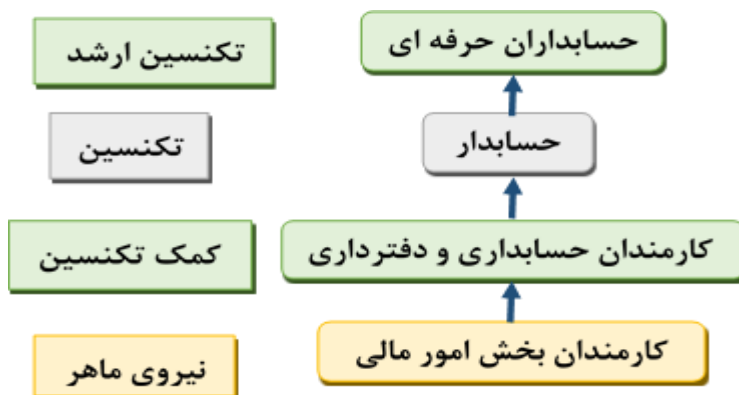 حسابداران حرفه ای
تکنسین ارشد
حسابدار
تکنسین
کارمندان حسابداری و دفترداری
کمک تکنسین
کارمندان بخش امور مالی
نیروی ماهر